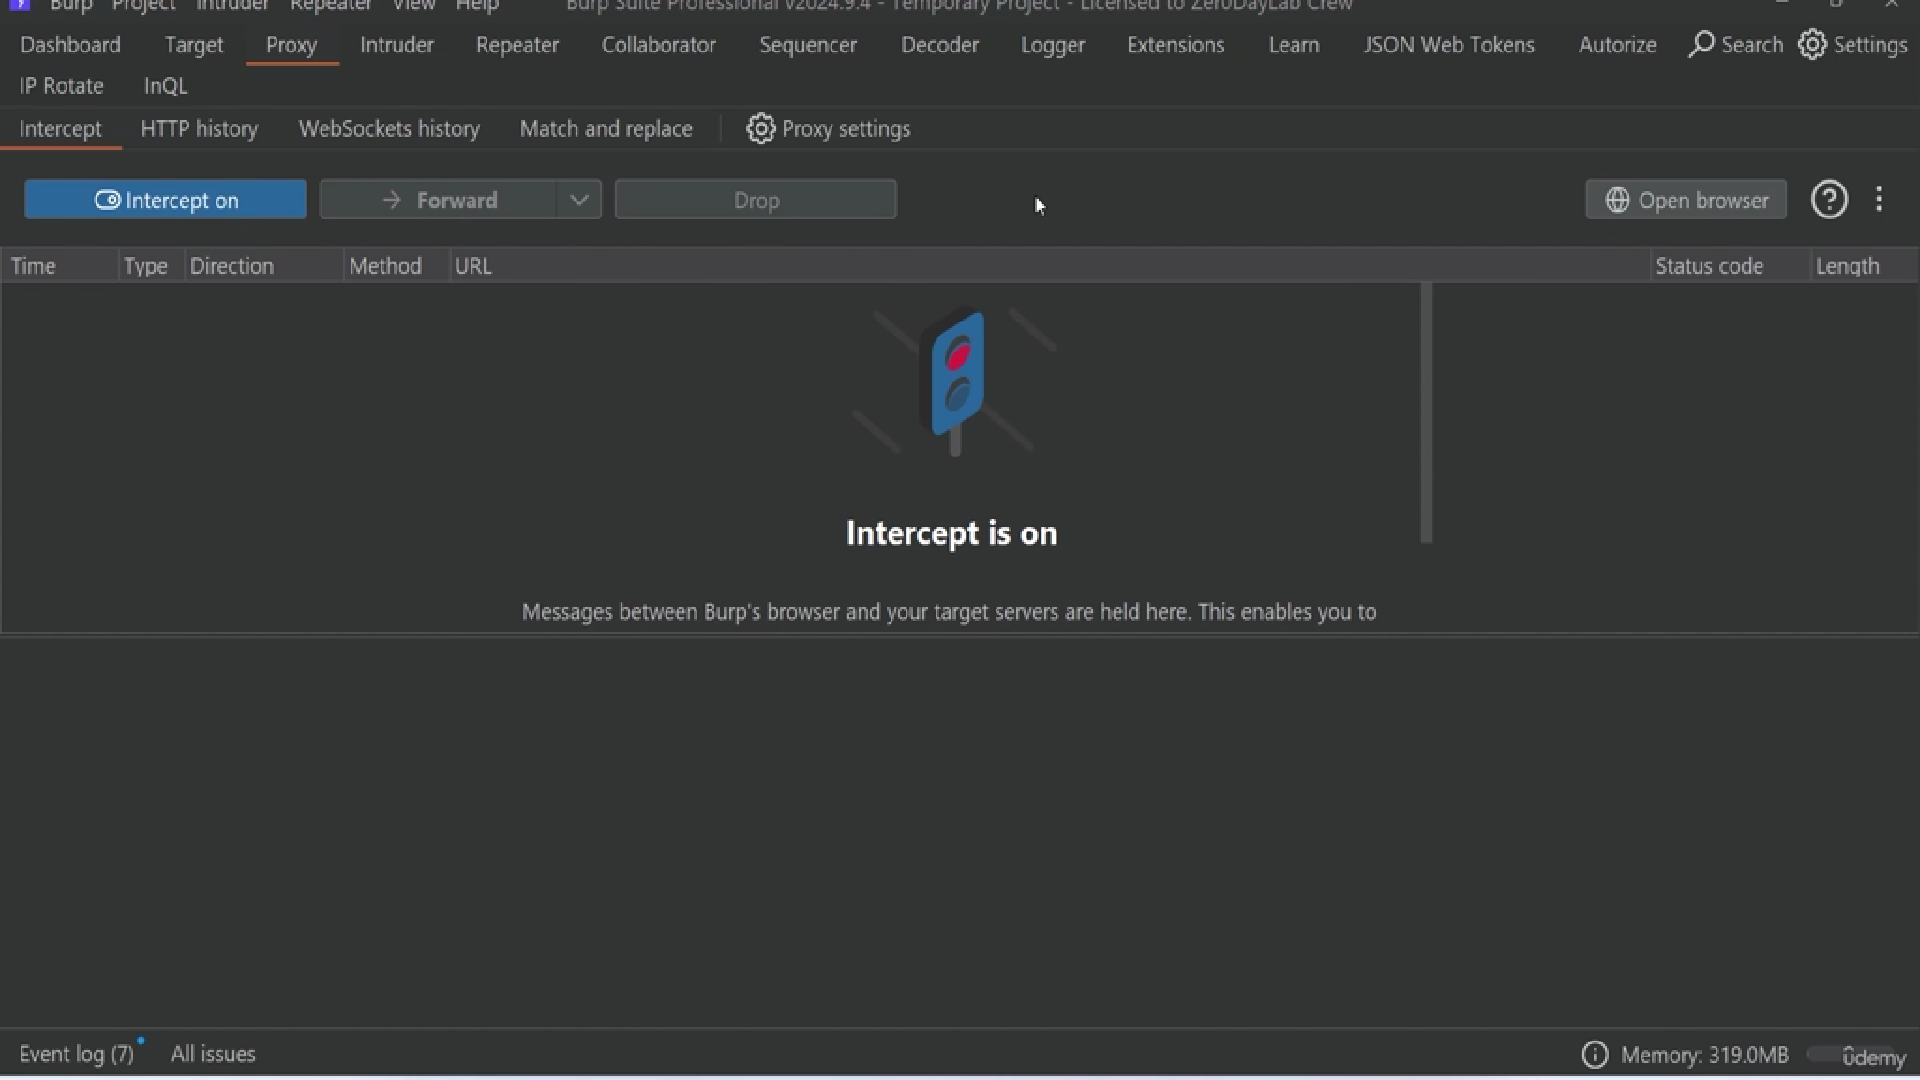 Burp Project Intruder Repeater View Help Burp Suite Professional v2024.9.4 - Temporary Project - Licensed to ZeroDayLab Crew
Dashboard Target Proxy Intruder Repeater Collaborator Sequencer Decoder Logger Extensions Learn JSON Web Tokens Autorize Search Settings
IP Rotate InQL
Intercept HTTP history WebSockets history Match and replace Proxy settings
Intercept on Forward Drop Open browser
Time Type Direction Method URL Status code Length
Intercept is on
Messages between Burp's browser and your target servers are held here. This enables you to
Event log (7) All issues Memory: 319.0MB ûdemy